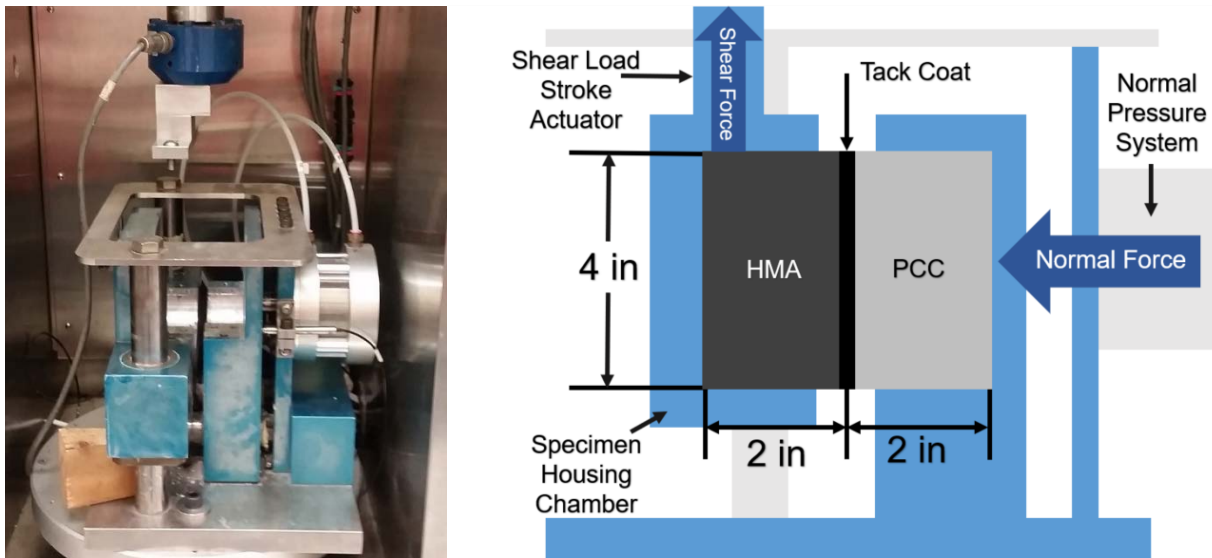 Shear Load
Stroke
Actuator
Shear Force
Tack Coat
Normal
Pressure
System
4 in
HMA
PCC
Normal Force
2 in
2 in
Specimen
Housing
Chamber